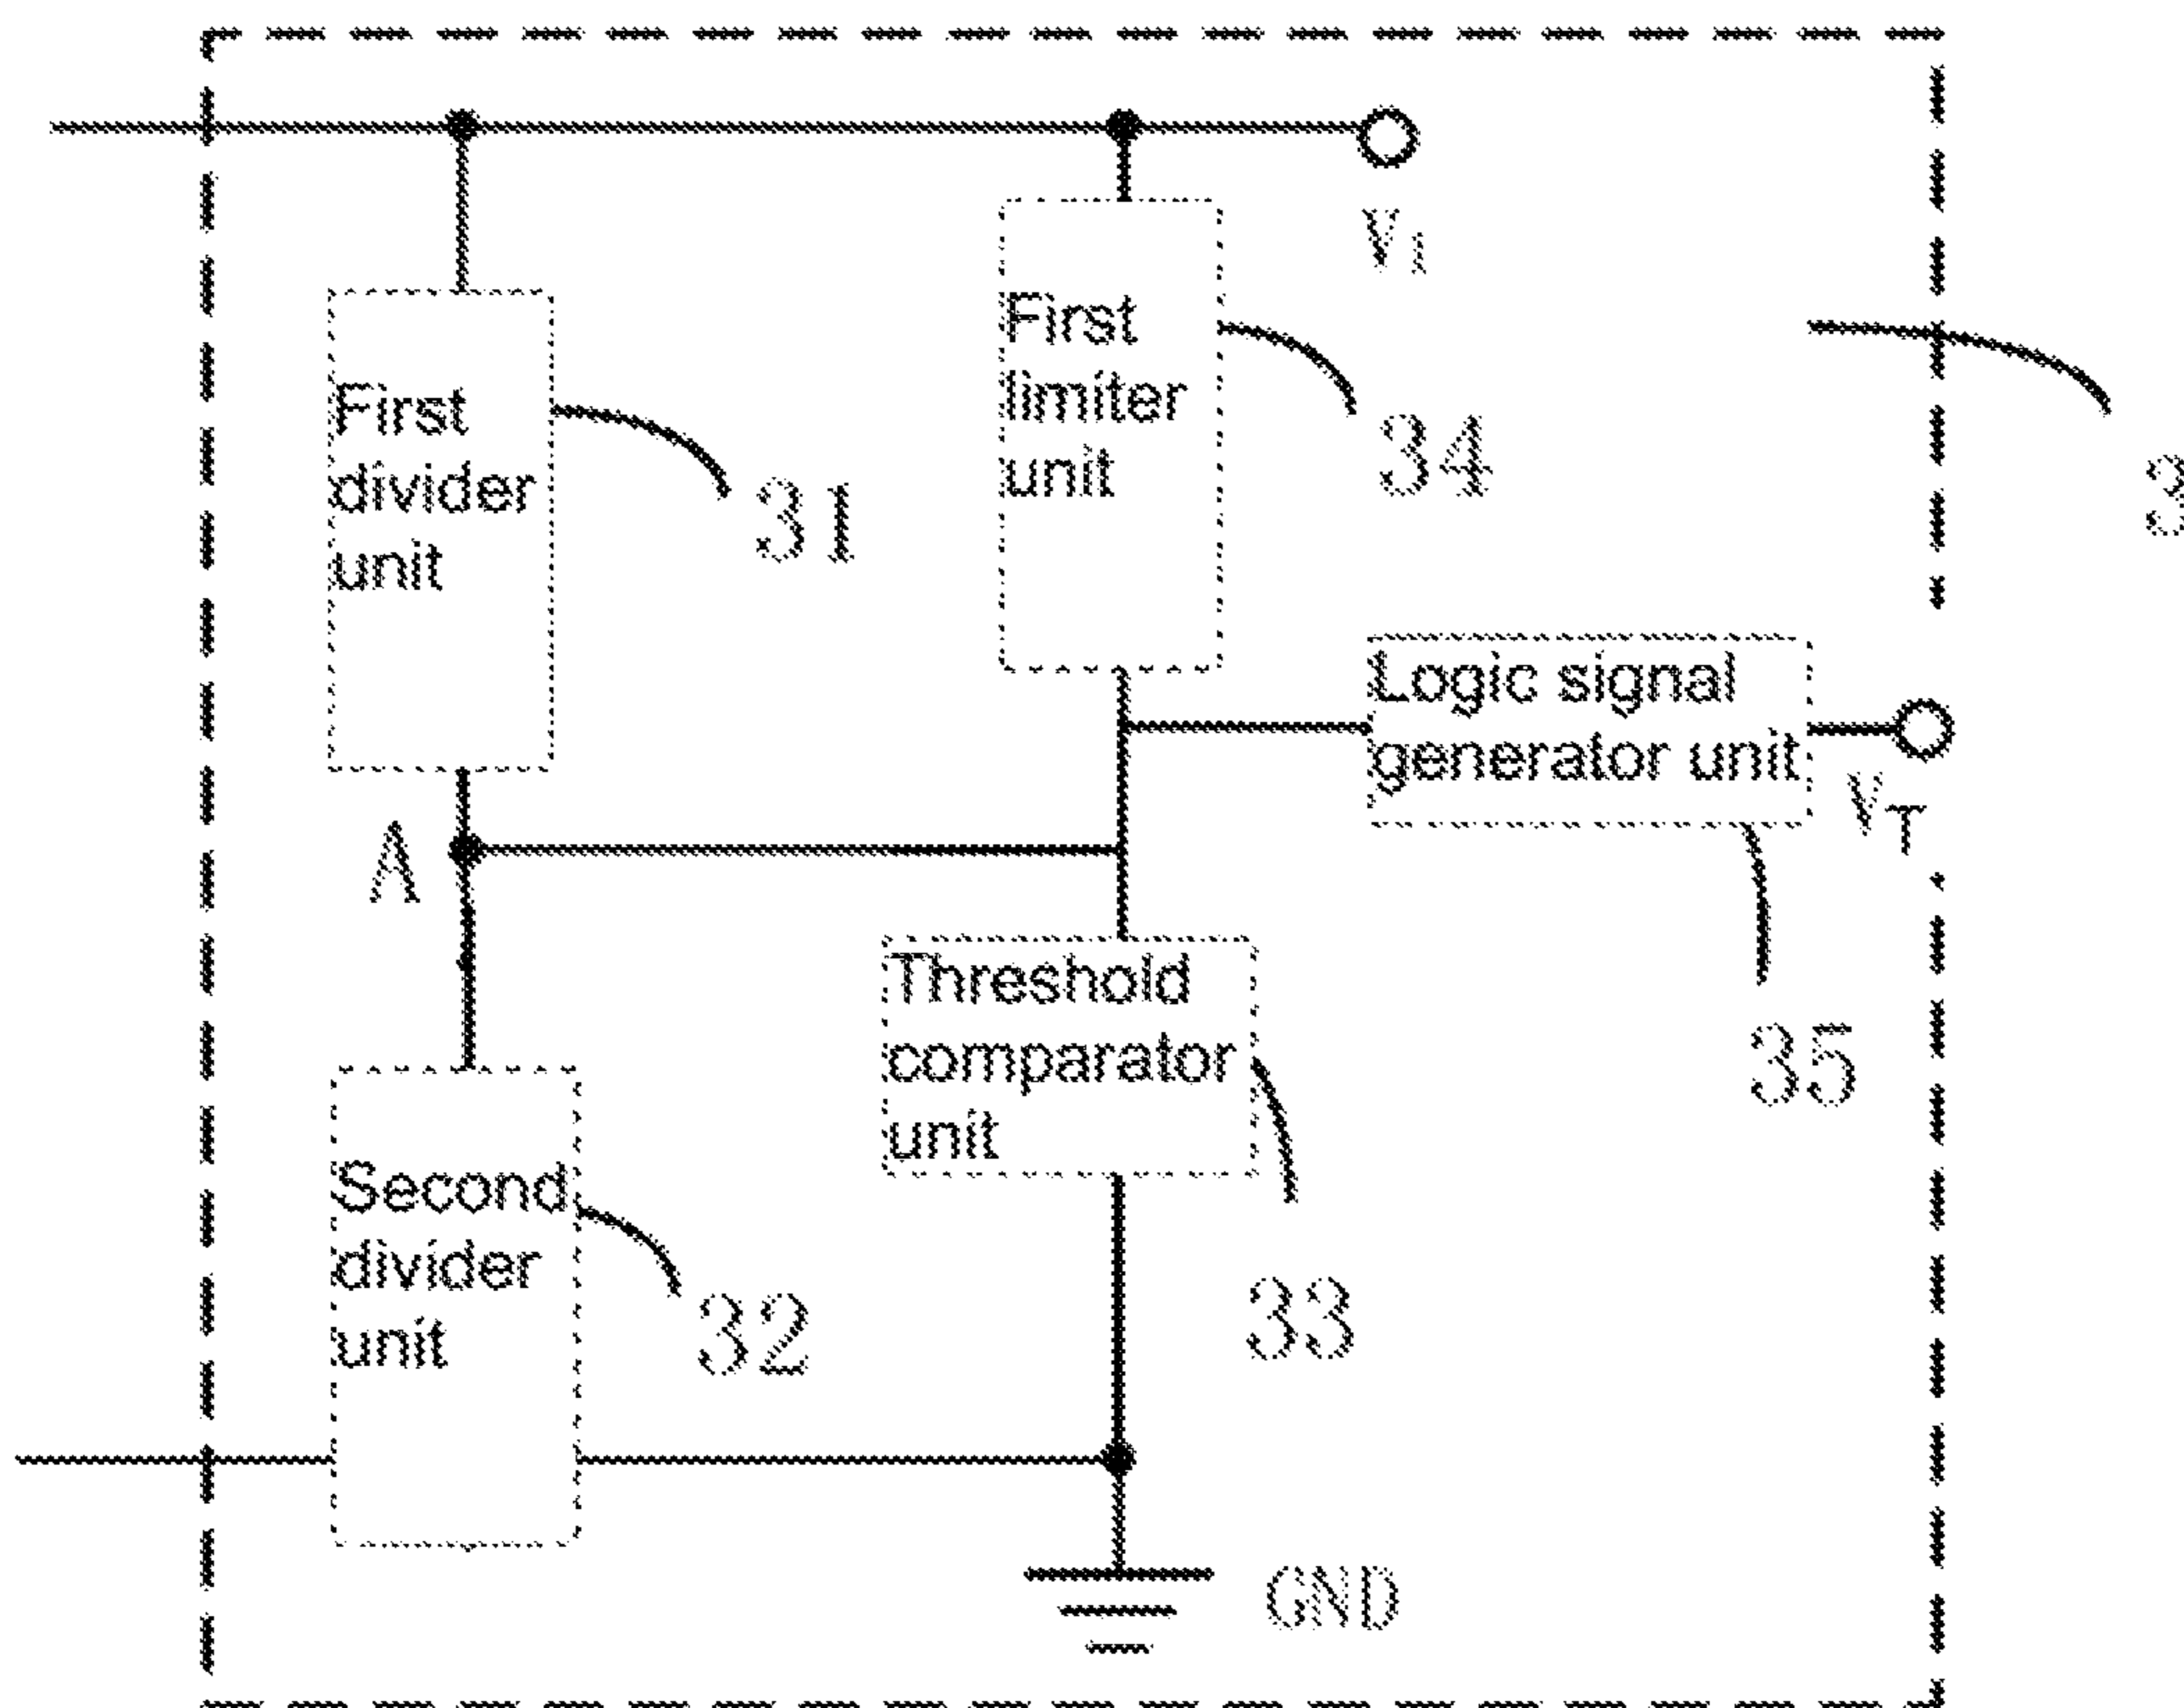 V1
First
limiter
unit
34
First
divider
unit
31
3
Logic signal
generator unit
VT
A
Threshold
comparator
unit
35
Second
divider
unit
32
33
GND